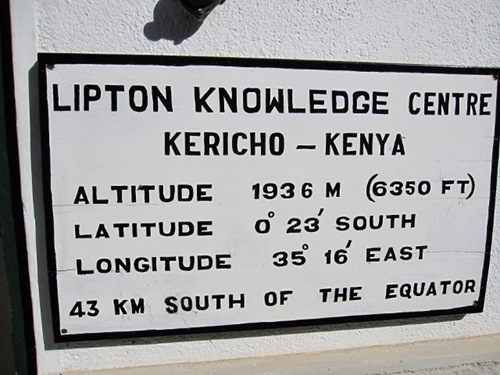 LIPTON KNOWLEDGE CENTRE
KERICHO – KENYA
ALTITUDE 1936 M (6350 FT)
LATITUDE 0° 23′ SOUTH
LONGITUDE 35° 16′ EAST
43 KM SOUTH OF THE EQUATOR